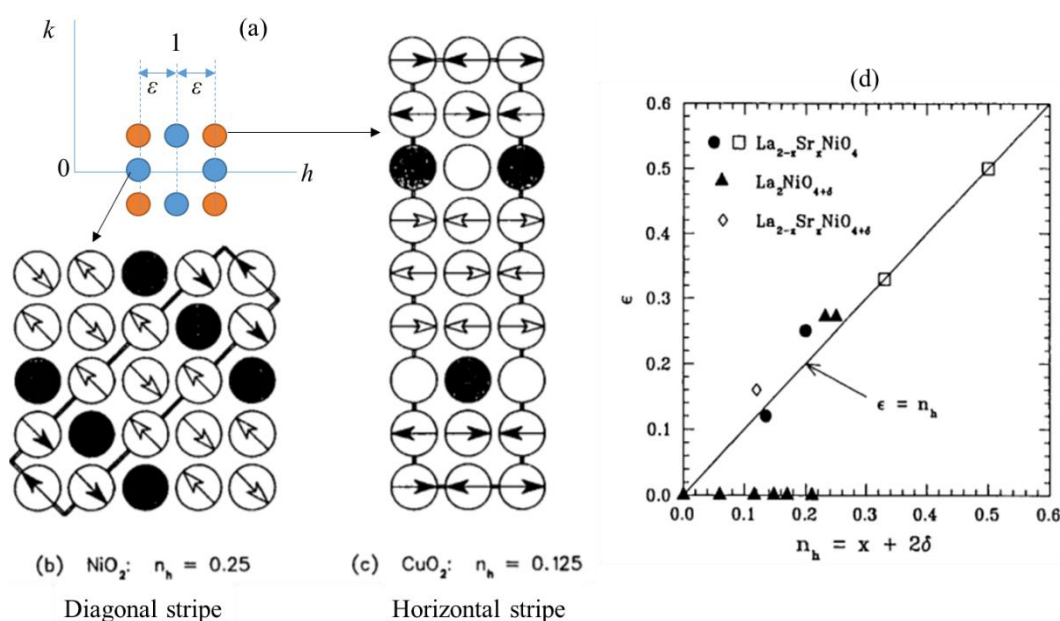 k
(a)
1
ε ε
0
h
(b) NiO₂: nₕ = 0.25
Diagonal stripe
(c) CuO₂: nₕ = 0.125
Horizontal stripe
(d)
0.6
0.5
0.4
0.3
0.2
0.1
0.0
ϵ
La₂₋ₓSrₓNiO₄
La₂NiO₄₊δ
La₂₋ₓSrₓNiO₄₊δ
ϵ = nₕ
0.0 0.1 0.2 0.3 0.4 0.5 0.6
nₕ = x + 2δ